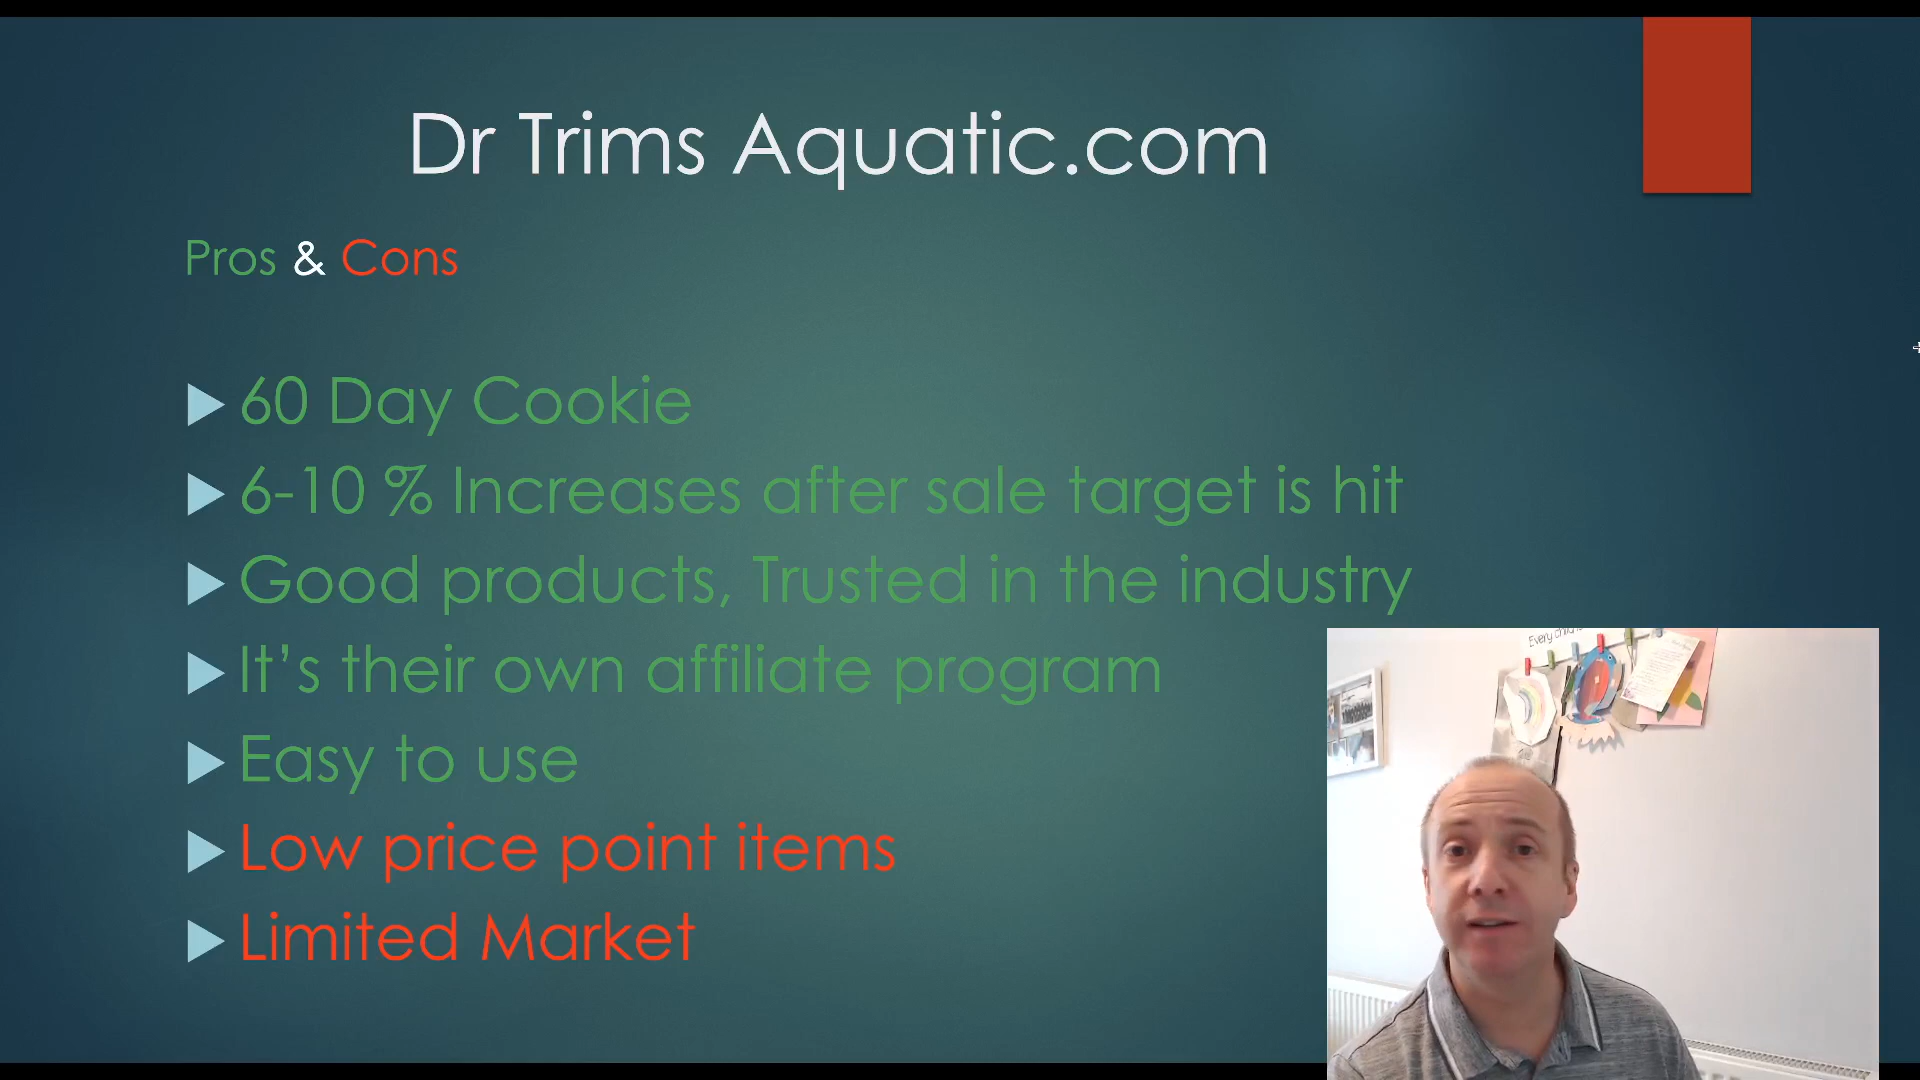 Dr Trims Aquatic.com
Pros & Cons
60 Day Cookie
6-10 % Increases after sale target is hit
Good products, Trusted in the industry
It’s their own affiliate program
Easy to use
Low price point items
Limited Market
Every